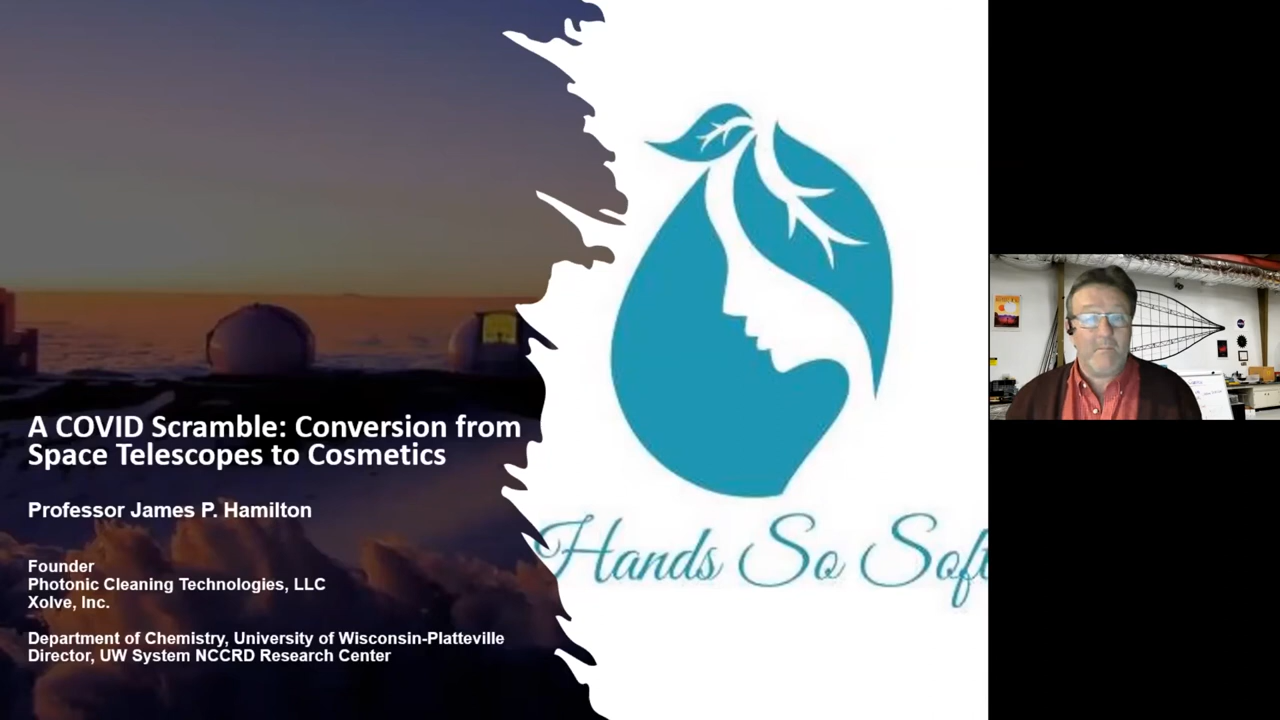 A COVID Scramble: Conversion from
Space Telescopes to Cosmetics
Professor James P. Hamilton
Founder
Photonic Cleaning Technologies, LLC
Xolve, Inc.
Department of Chemistry, University of Wisconsin-Platteville
Director, UW System NCCRD Research Center
Hands So Soft